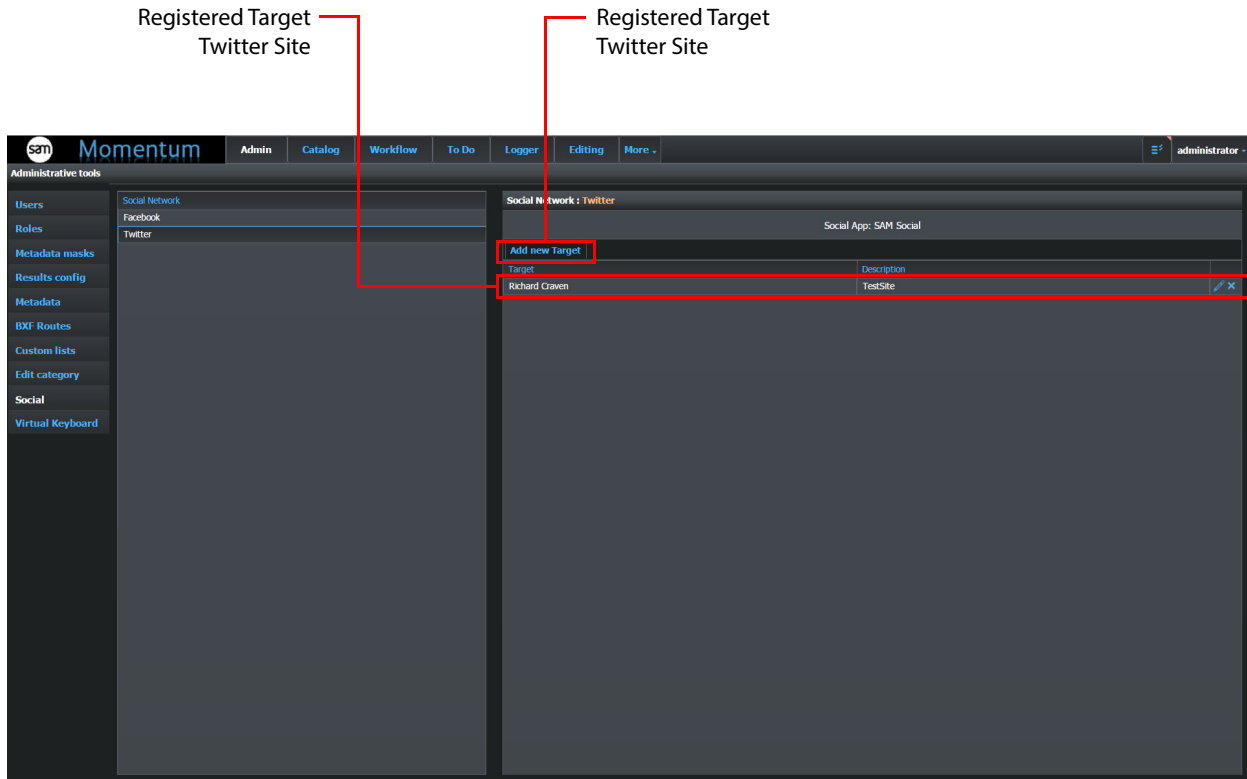 Registered Target
Twitter Site
Registered Target
Twitter Site
sam Momentum Admin Catalog Workflow To Do Logger Editing More administrator
Administrative tools
Users
Roles
Metadata masks
Results config
Metadata
BXF Routes
Custom lists
Edit category
Social
Virtual Keyboard
Social Network
Facebook
Twitter
Social Network : Twitter
Social App: SAM Social
Add new Target
Target Description
Richard Craven TestSite